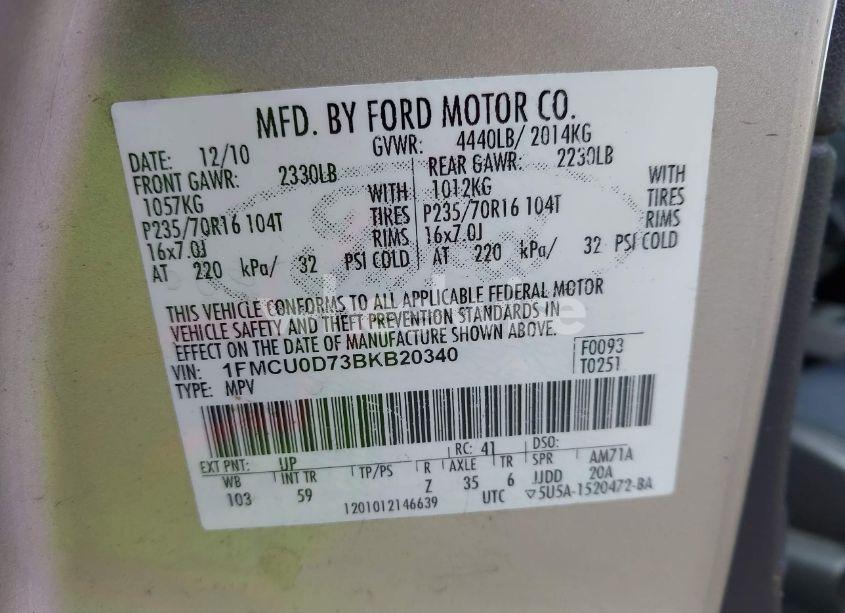 MFD. BY FORD MOTOR CO.
DATE: 12/10 GVWR: 4440LB/ 2014KG
FRONT GAWR: 2330LB REAR GAWR: 2230LB
1057KG WITH 1012KG WITH
P235/70R16 104T TIRES P235/70R16 104T TIRES
16x7.0J RIMS 16x7.0J RIMS
AT 220 kPa/ 32 PSI COLD AT 220 kPa/ 32 PSI COLD
THIS VEHICLE CONFORMS TO ALL APPLICABLE FEDERAL MOTOR
VEHICLE SAFETY AND THEFT PREVENTION STANDARDS IN
EFFECT ON THE DATE OF MANUFACTURE SHOWN ABOVE.
VIN: 1FMCU0D73BKB20340 F0093
TYPE: MPV T0251
EXT PNT: UP RC: 41 DSO:
WB INT TR TP/PS R AXLE TR SPR AM71A
103 59 Z 35 6 JJDD 20A
1201012146639 UTC ▽5U5A-1520472-BA